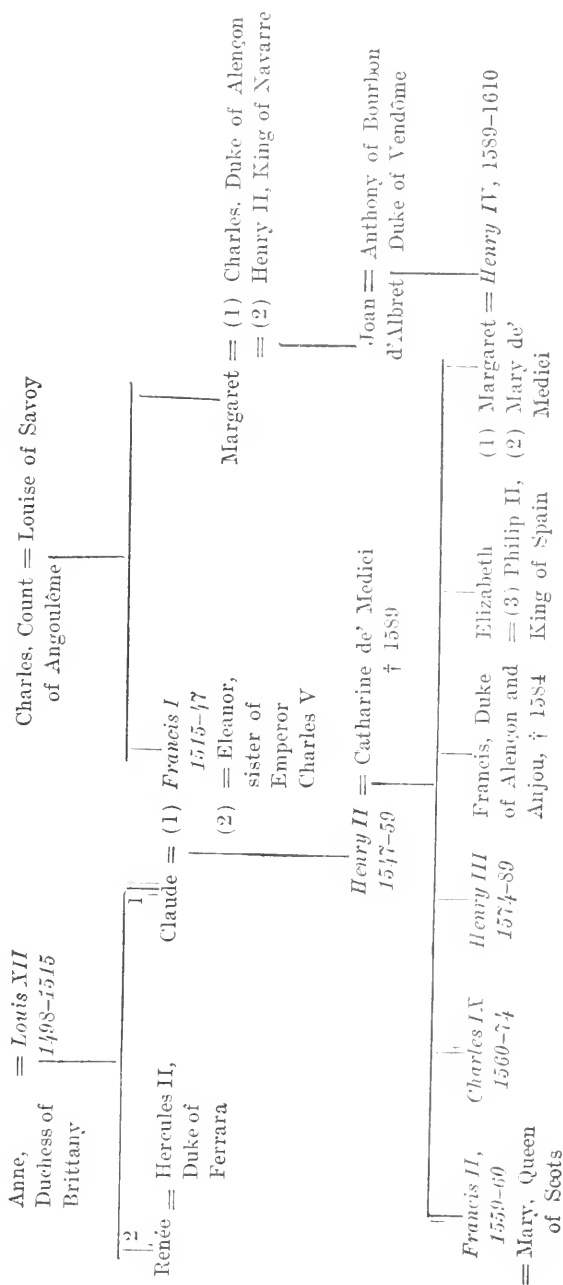 Anne, = Louis XII
Duchess of 1498–1515
Brittany
Charles, Count = Louise of Savoy
of Angoulême
2
Renée = Hercules II,
Duke of
Ferrara
1
Claude = (1) Francis I
1515–47
(2) = Eleanor,
sister of
Emperor
Charles V
Margaret = (1) Charles, Duke of Alençon
= (2) Henry II, King of Navarre
Henry II = Catharine de' Medici
1547–59 † 1589
Joan = Anthony of Bourbon
d'Albret Duke of Vendôme
Francis II,
1559–60
= Mary, Queen
of Scots
Charles IX
1560–74
Henry III
1574–89
Francis, Duke
of Alençon and
Anjou, † 1584
Elizabeth
= (3) Philip II,
King of Spain
(1) Margaret = Henry IV, 1589–1610
(2) Mary de'
Medici